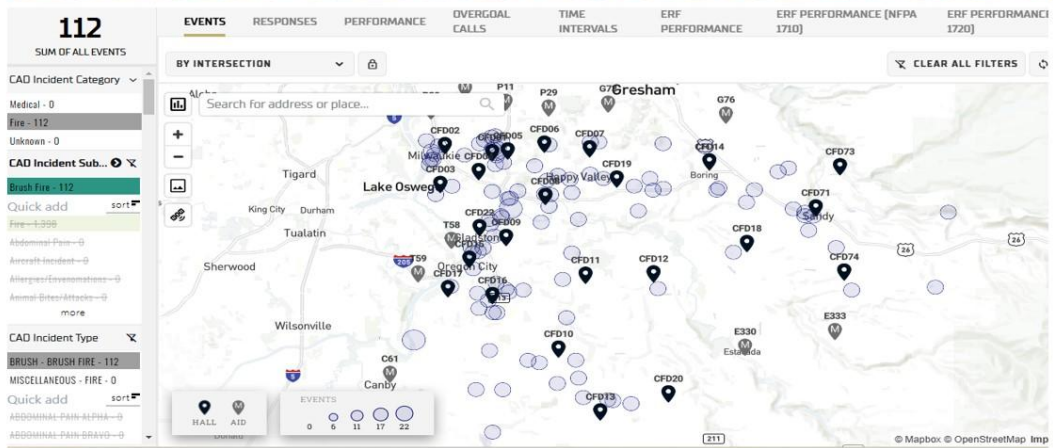 112
SUM OF ALL EVENTS
CAD Incident Category
Medical - 0
Fire - 112
Unknown - 0
CAD Incident Sub...
Brush Fire - 112
Quick add
sort
Fire - 1,398
Abdominal Pain - 0
Aircraft Incident - 0
Allergies/Envenomations - 0
Animal Bites/Attacks - 0
more
CAD Incident Type
BRUSH - BRUSH FIRE - 112
MISCELLANEOUS - FIRE - 0
Quick add
sort
ABDOMINAL PAIN ALPHA - 0
ABDOMINAL PAIN BRAVO - 0
EVENTS
RESPONSES
PERFORMANCE
OVERGOAL CALLS
TIME INTERVALS
ERF PERFORMANCE
ERF PERFORMANCE (NFPA 1710)
ERF PERFORMANCE 1720)
BY INTERSECTION
CLEAR ALL FILTERS
Search for address or place...
P11
P29
Gresham
G76
CFD02
CFD06
CFD07
CFD14
CFD73
Milwaukie
CFD03
CFD19
Tigard
Lake Oswego
Happy Valley
Boring
CFD71
Sandy
King City
Durham
CFD22
CFD09
T58
Gladstone
CFD18
Tualatin
26
26
Sherwood
205
T59
Oregon City
CFD17
CFD16
CFD11
CFD12
CFD74
213
Wilsonville
CFD10
E330
E333
Estacada
C61
Canby
CFD20
CFD13
211
HALL
AID
EVENTS
0 6 11 17 22
Donald
© Mapbox © OpenStreetMap Imp